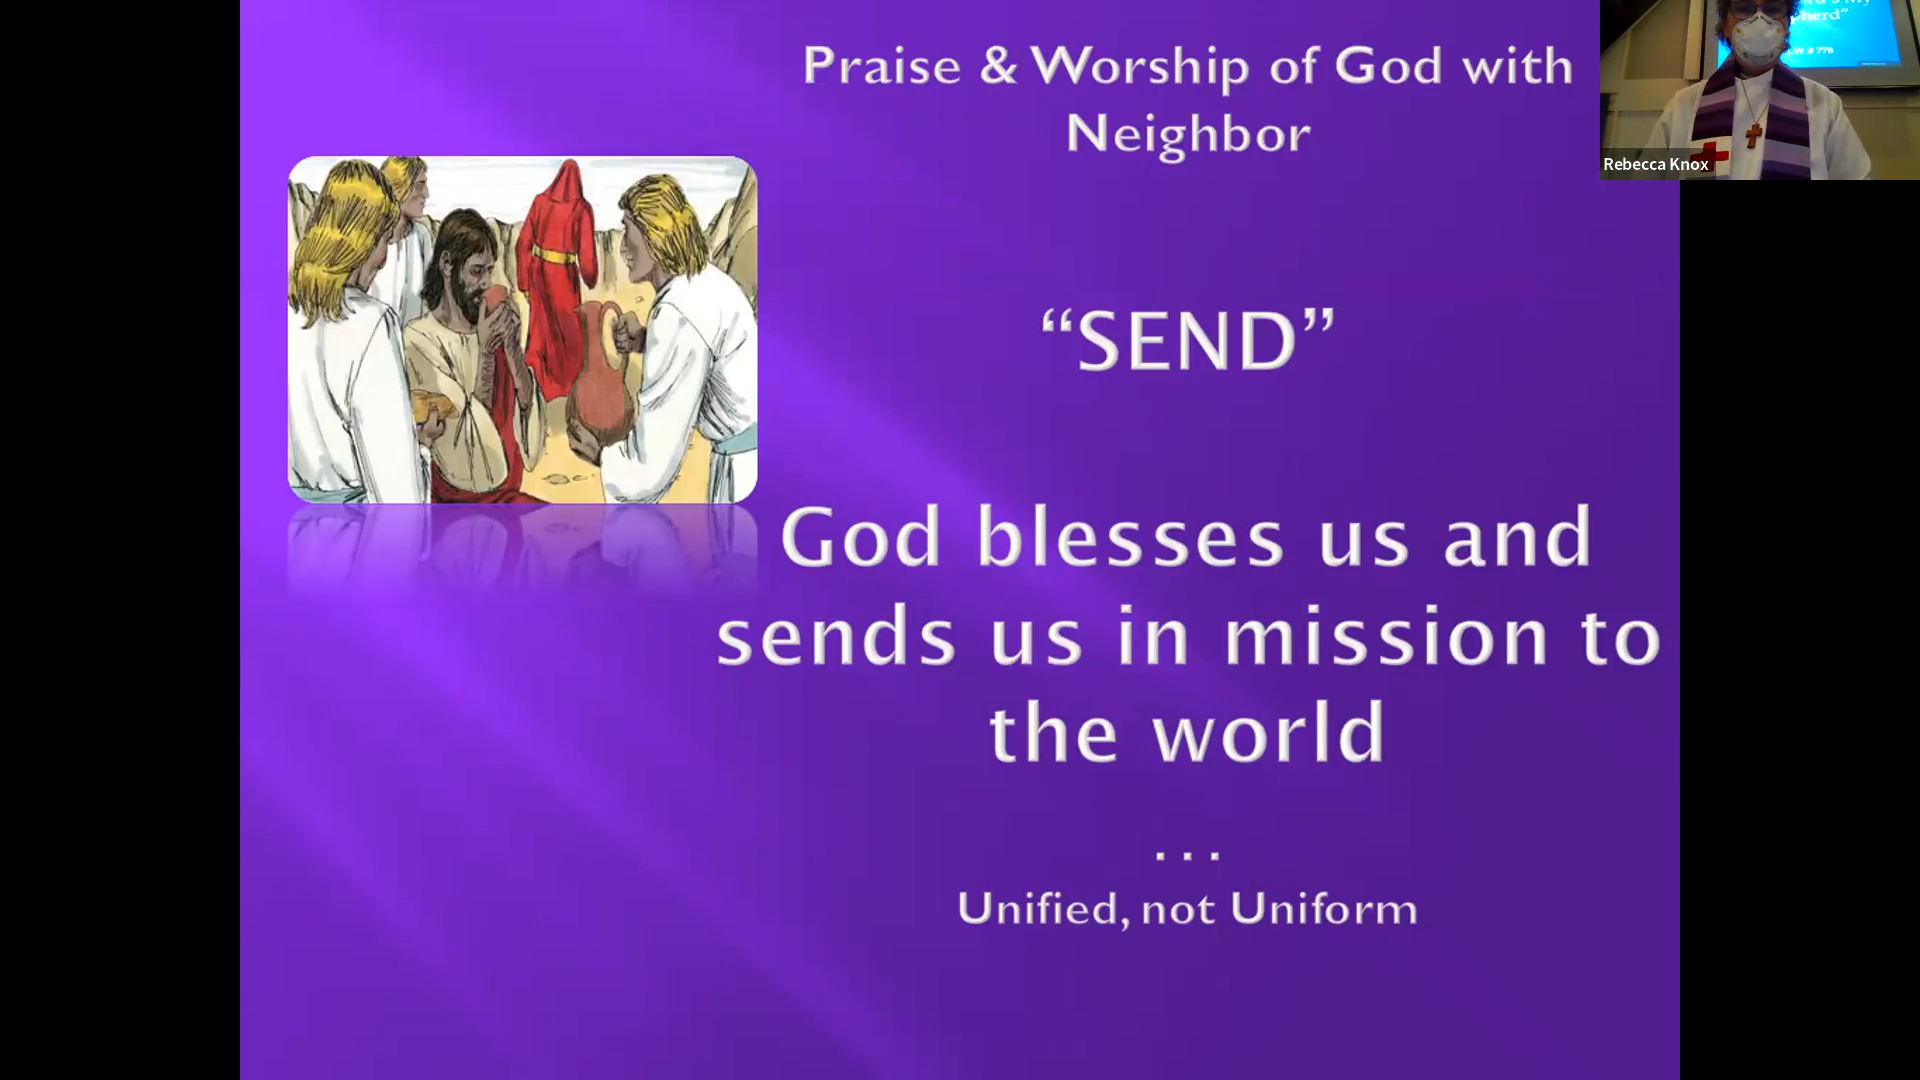 Praise & Worship of God with
Neighbor
“SEND”
God blesses us and
sends us in mission to
the world
...
Unified, not Uniform
Rebecca Knox
# 778